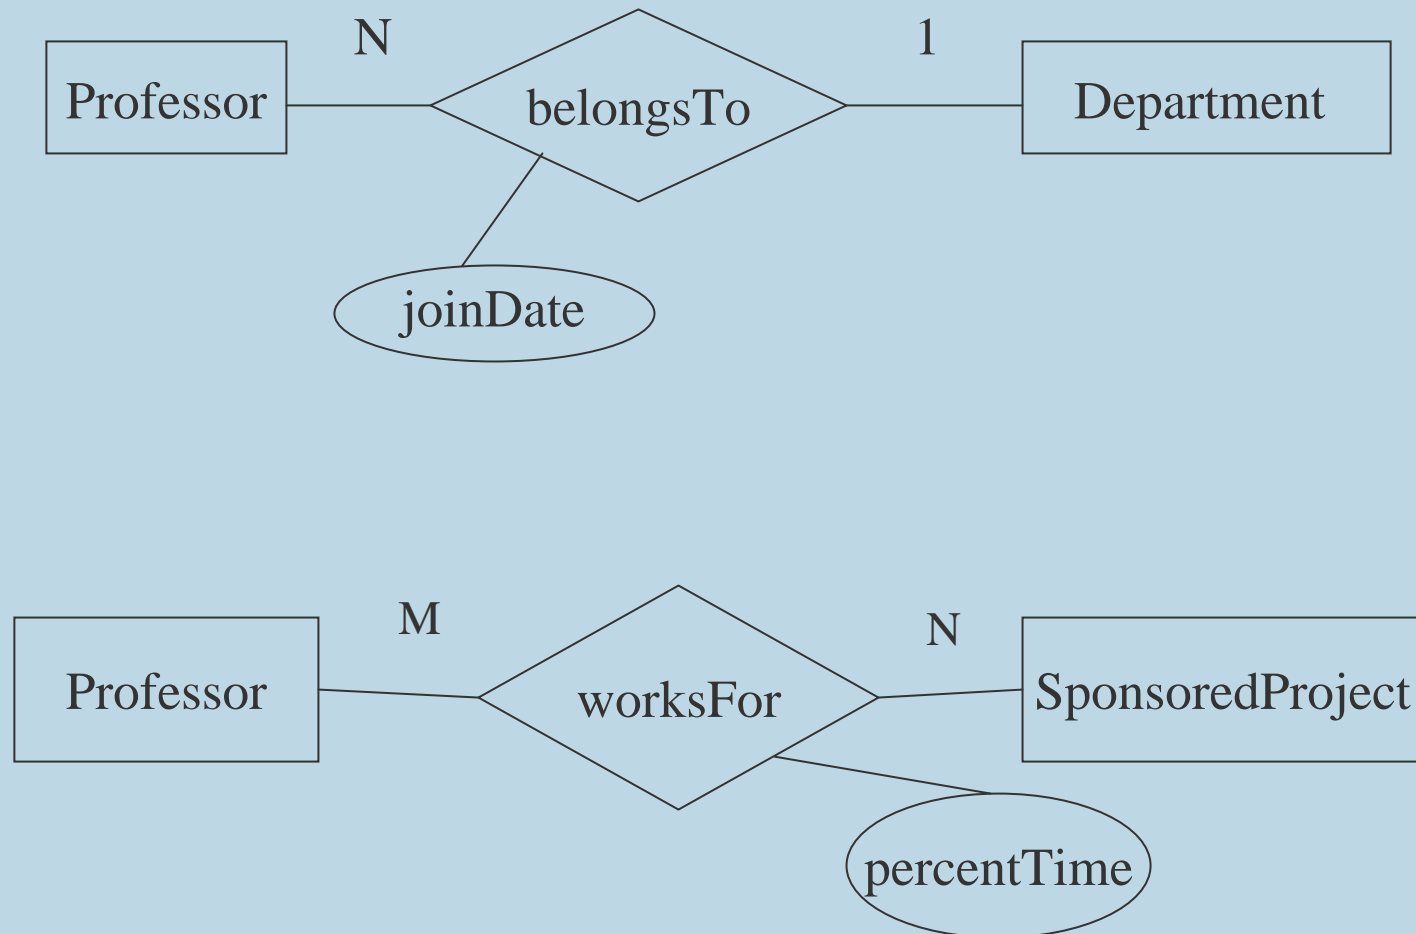 N
1
Professor
belongsTo
Department
joinDate
M
N
Professor
worksFor
SponsoredProject
percentTime